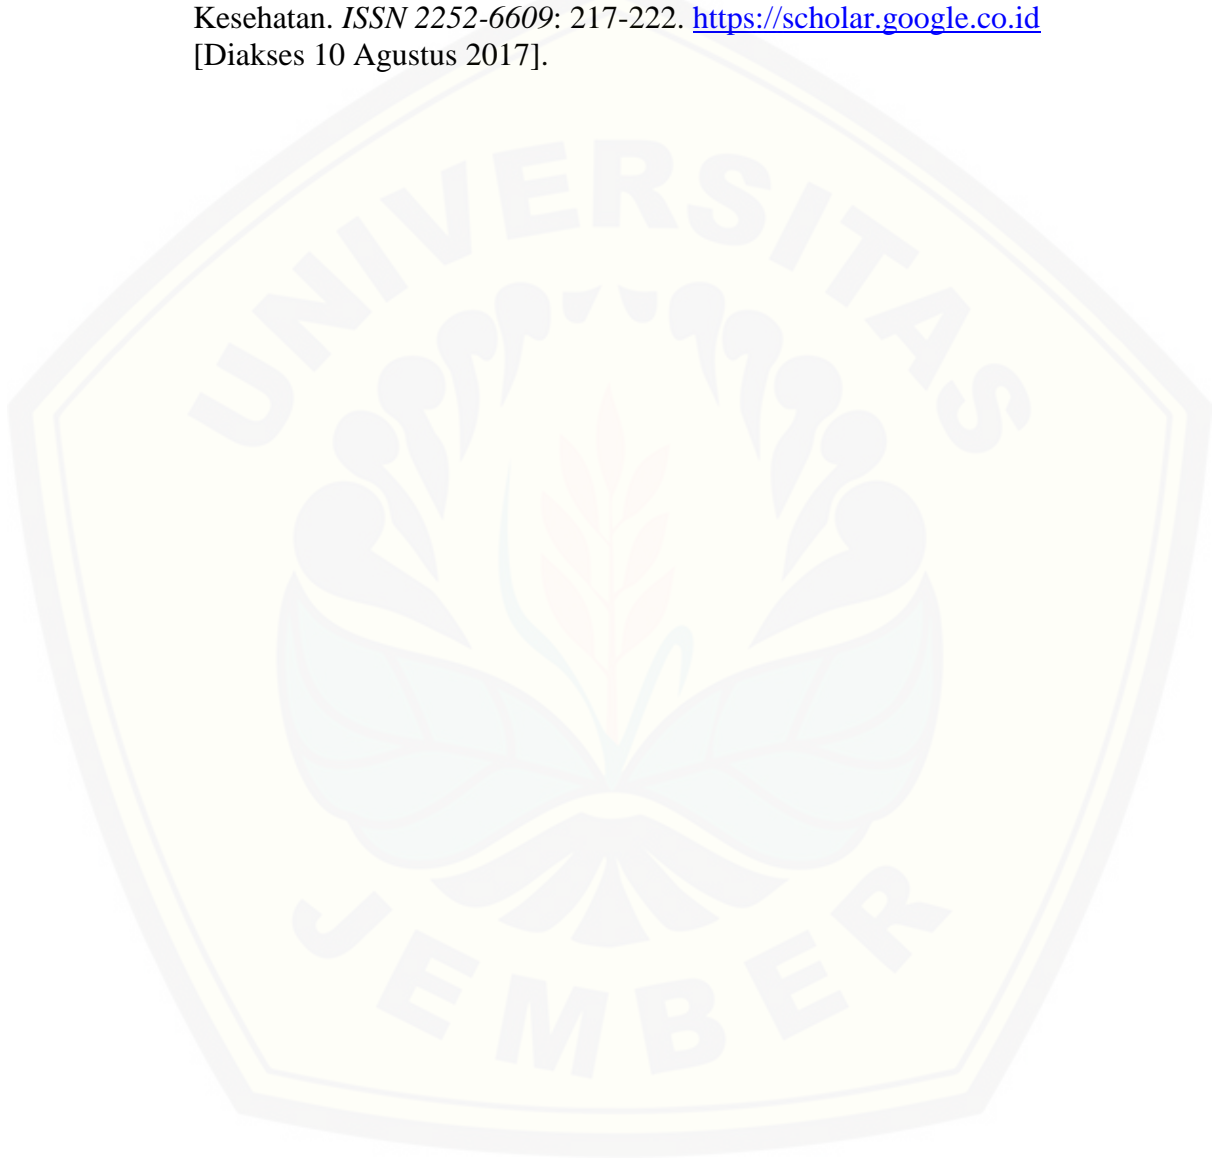 Kesehatan. ISSN 2252-6609: 217-222. https://scholar.google.co.id
[Diakses 10 Agustus 2017].
UNIVERSITAS
JEMBER